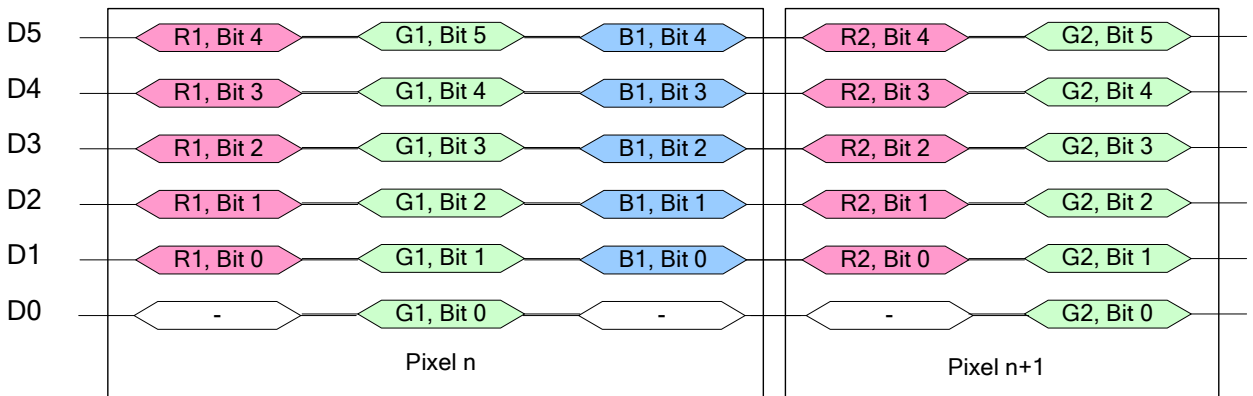 D5 R1, Bit 4 G1, Bit 5 B1, Bit 4 R2, Bit 4 G2, Bit 5
D4 R1, Bit 3 G1, Bit 4 B1, Bit 3 R2, Bit 3 G2, Bit 4
D3 R1, Bit 2 G1, Bit 3 B1, Bit 2 R2, Bit 2 G2, Bit 3
D2 R1, Bit 1 G1, Bit 2 B1, Bit 1 R2, Bit 1 G2, Bit 2
D1 R1, Bit 0 G1, Bit 1 B1, Bit 0 R2, Bit 0 G2, Bit 1
D0 - G1, Bit 0 - - G2, Bit 0
Pixel n Pixel n+1